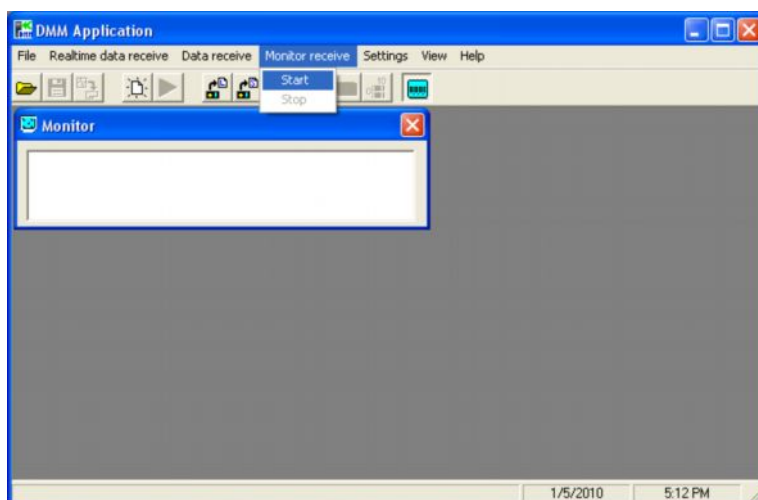 DMM Application
File Realtime data receive Data receive Monitor receive Settings View Help
Start
Stop
Monitor
1/5/2010 5:12 PM